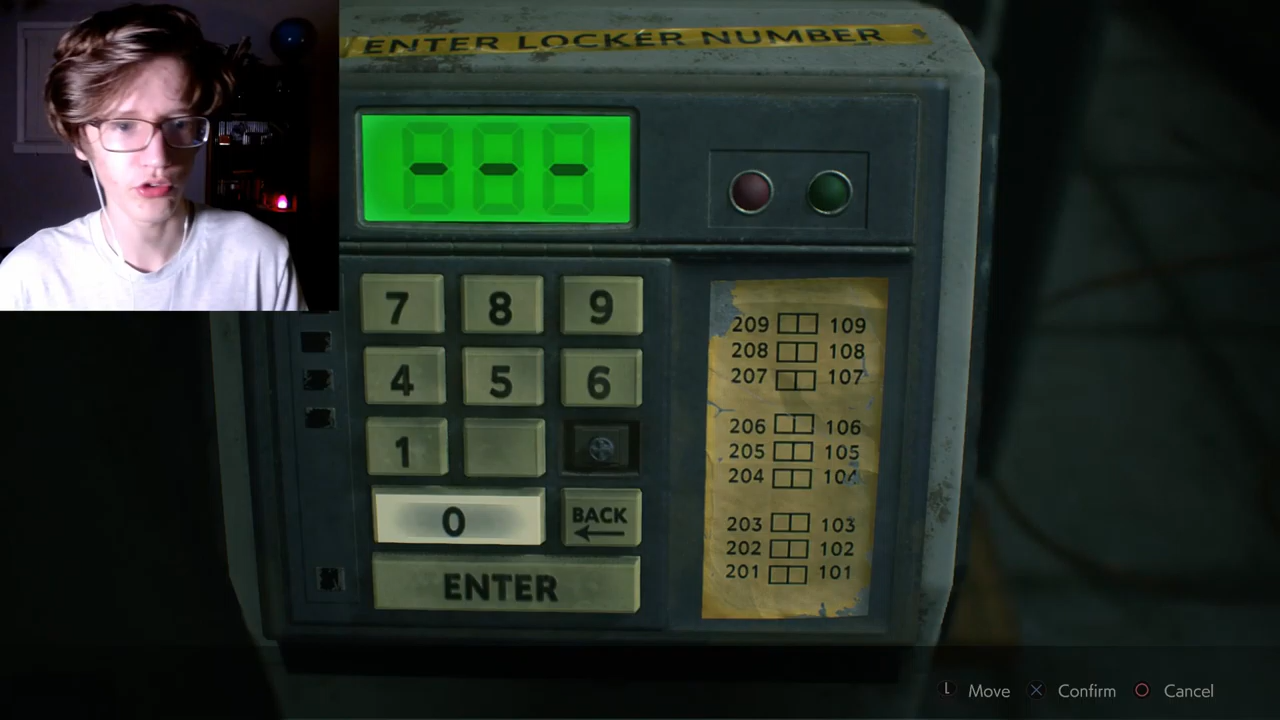 ENTER LOCKER NUMBER
- - -
7 8 9
4 5 6
1
0 BACK
ENTER
209 109
208 108
207 107
206 106
205 105
204 104
203 103
202 102
201 101
L Move X Confirm O Cancel